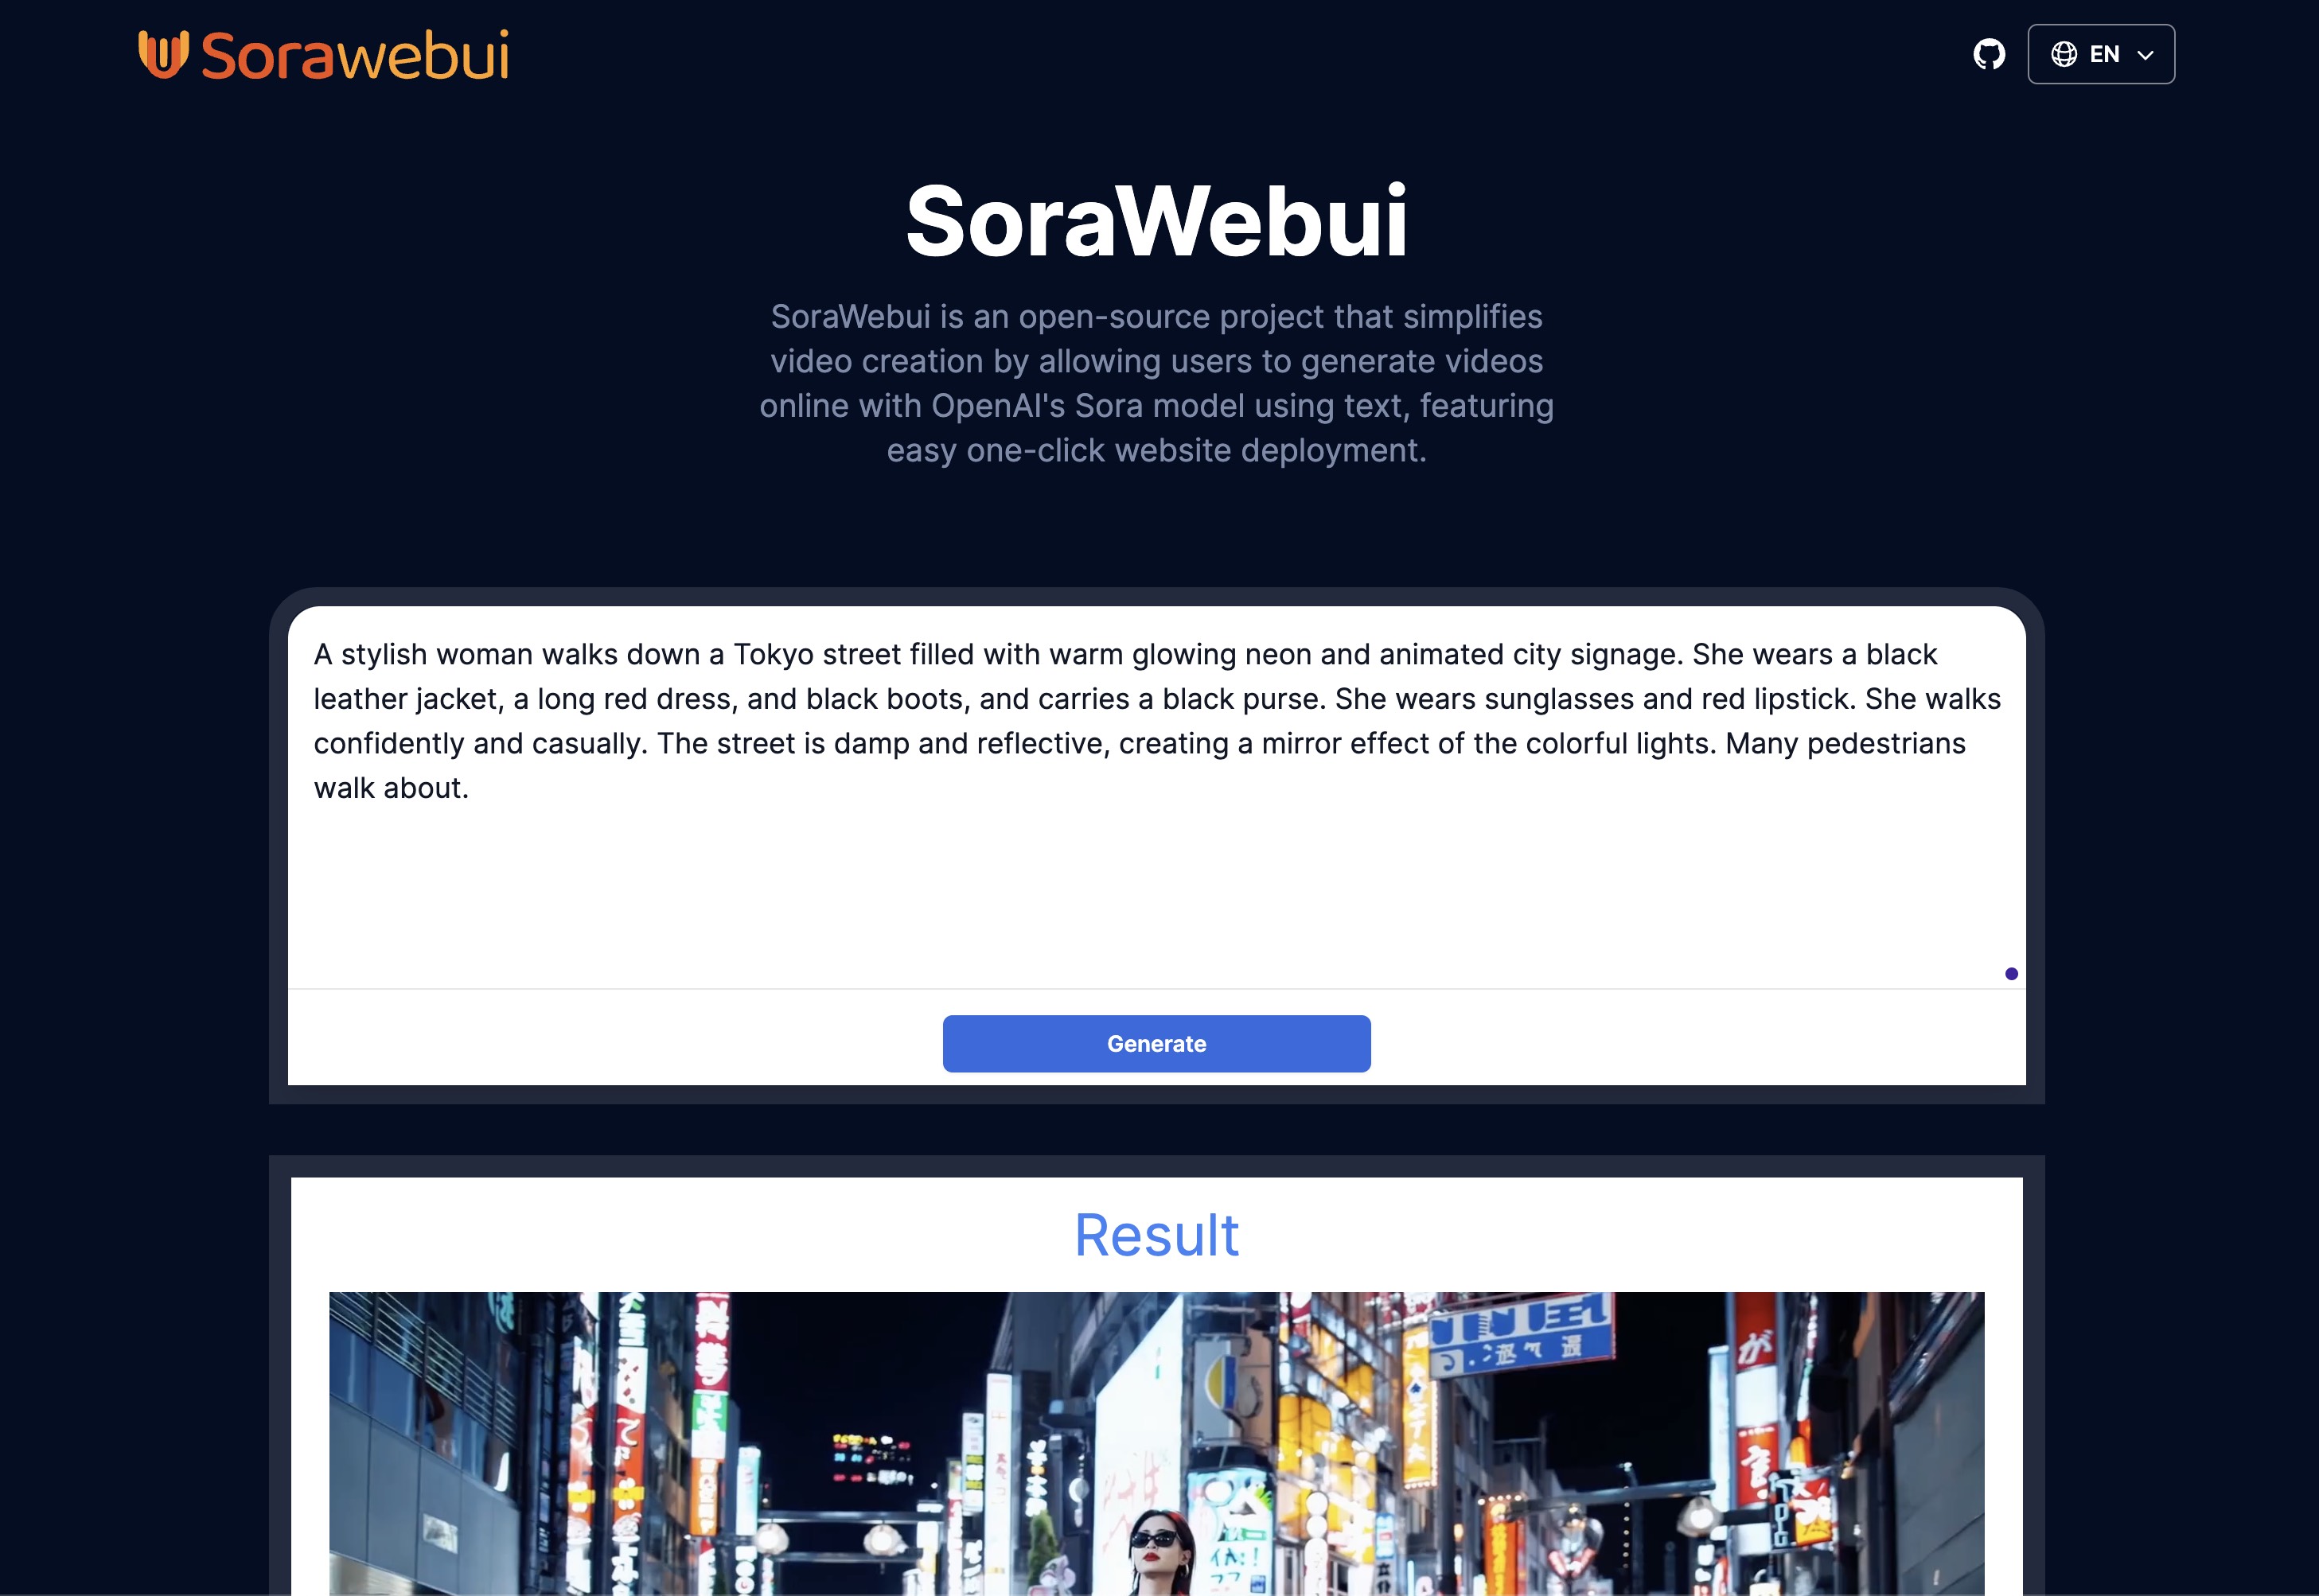 Sorawebui
EN
SoraWebui
SoraWebui is an open-source project that simplifies
video creation by allowing users to generate videos
online with OpenAI's Sora model using text, featuring
easy one-click website deployment.
A stylish woman walks down a Tokyo street filled with warm glowing neon and animated city signage. She wears a black
leather jacket, a long red dress, and black boots, and carries a black purse. She wears sunglasses and red lipstick. She walks
confidently and casually. The street is damp and reflective, creating a mirror effect of the colorful lights. Many pedestrians
walk about.
Generate
Result
が